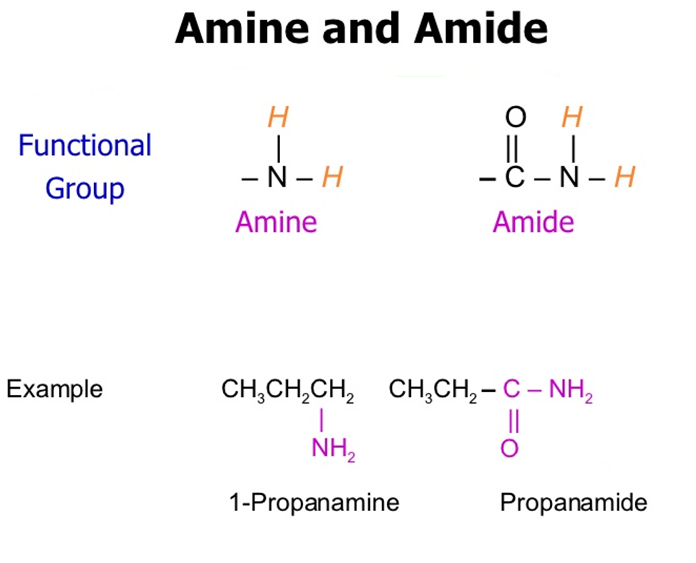 Amine and Amide
Functional
Group
H
|
– N – H
Amine
O H
|| |
– C – N – H
Amide
Example
CH₃CH₂CH₂
|
NH₂
1-Propanamine
CH₃CH₂ – C – NH₂
||
O
Propanamide